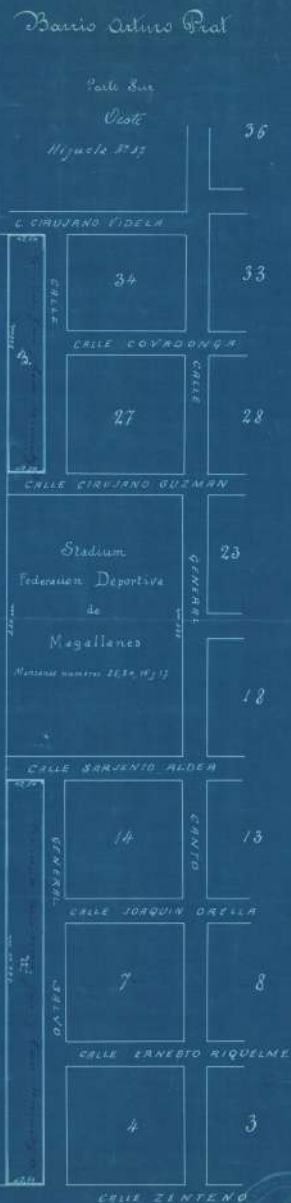 Barrio Arturo Prat
Parte Sur
Oeste
Hijuela Nº 57
36
C. CIRUJANO VIDELA
CALLE
34
33
CALLE COVADONGA
CALLE
27
28
CALLE CIRUJANO GUZMAN
Stadium
Federacion Deportiva
de
Magallanes
GENERAL
23
18
CALLE SARJENTO ALDEA
GENERAL
14
CANTO
13
CALLE JOAQUIN ORELLA
SALVO
7
8
CALLE ERNESTO RIQUELME
4
3
CALLE ZENTENO